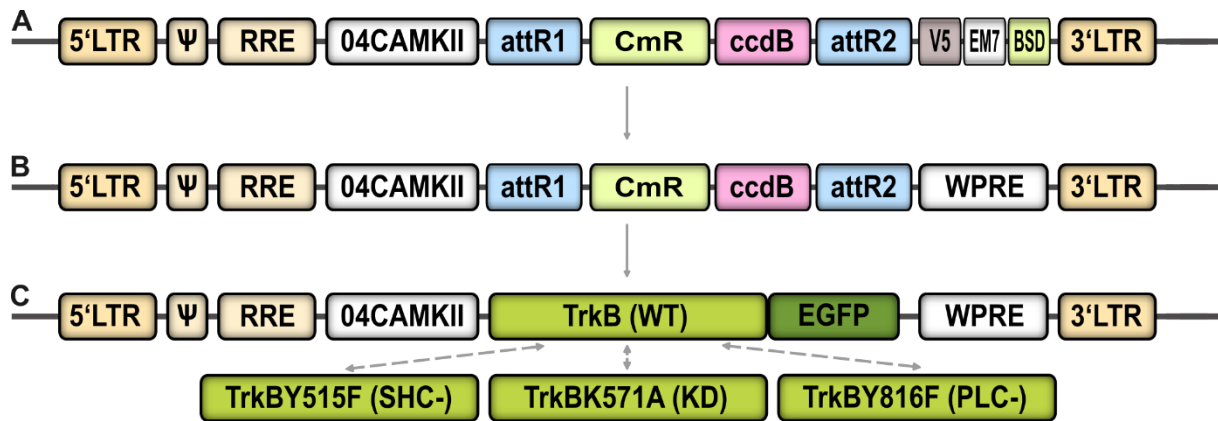 A 5‘LTR Ψ RRE 04CAMKII attR1 CmR ccdB attR2 V5 EM7 BSD 3‘LTR
B 5‘LTR Ψ RRE 04CAMKII attR1 CmR ccdB attR2 WPRE 3‘LTR
C 5‘LTR Ψ RRE 04CAMKII TrkB (WT) EGFP WPRE 3‘LTR
TrkBY515F (SHC-) TrkBK571A (KD) TrkBY816F (PLC-)